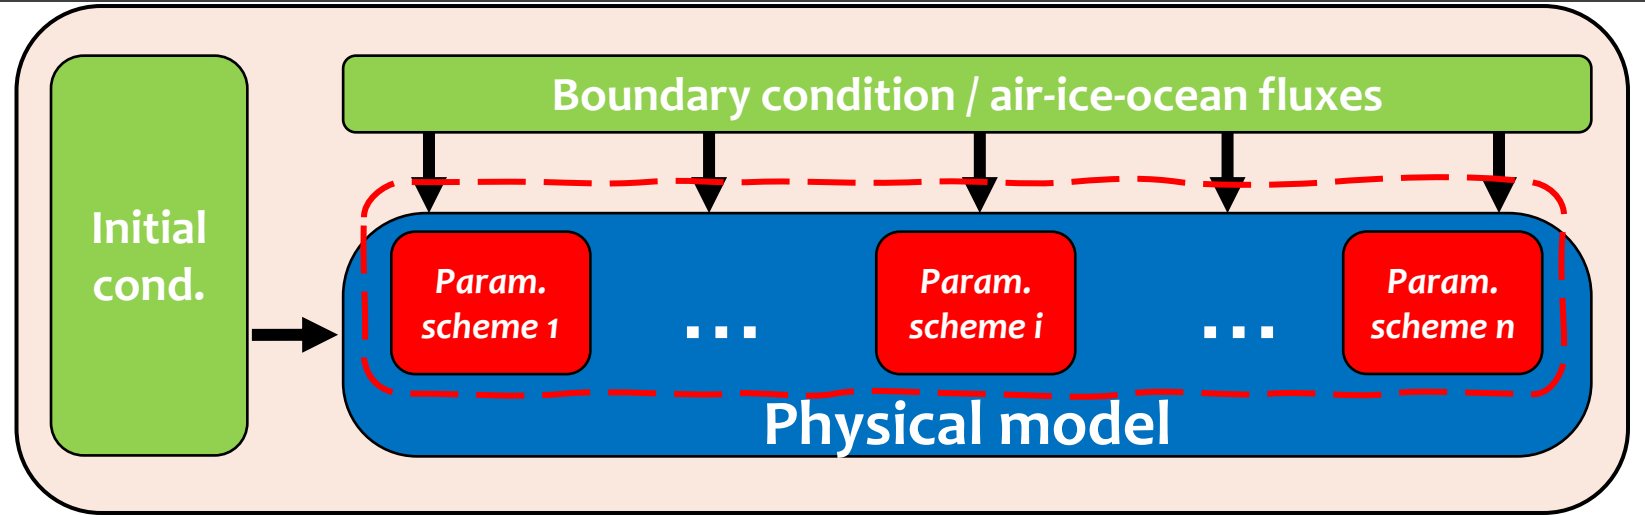 Boundary condition / air-ice-ocean fluxes
Initial
cond.
Param.
scheme 1
...
Param.
scheme i
...
Param.
scheme n
Physical model